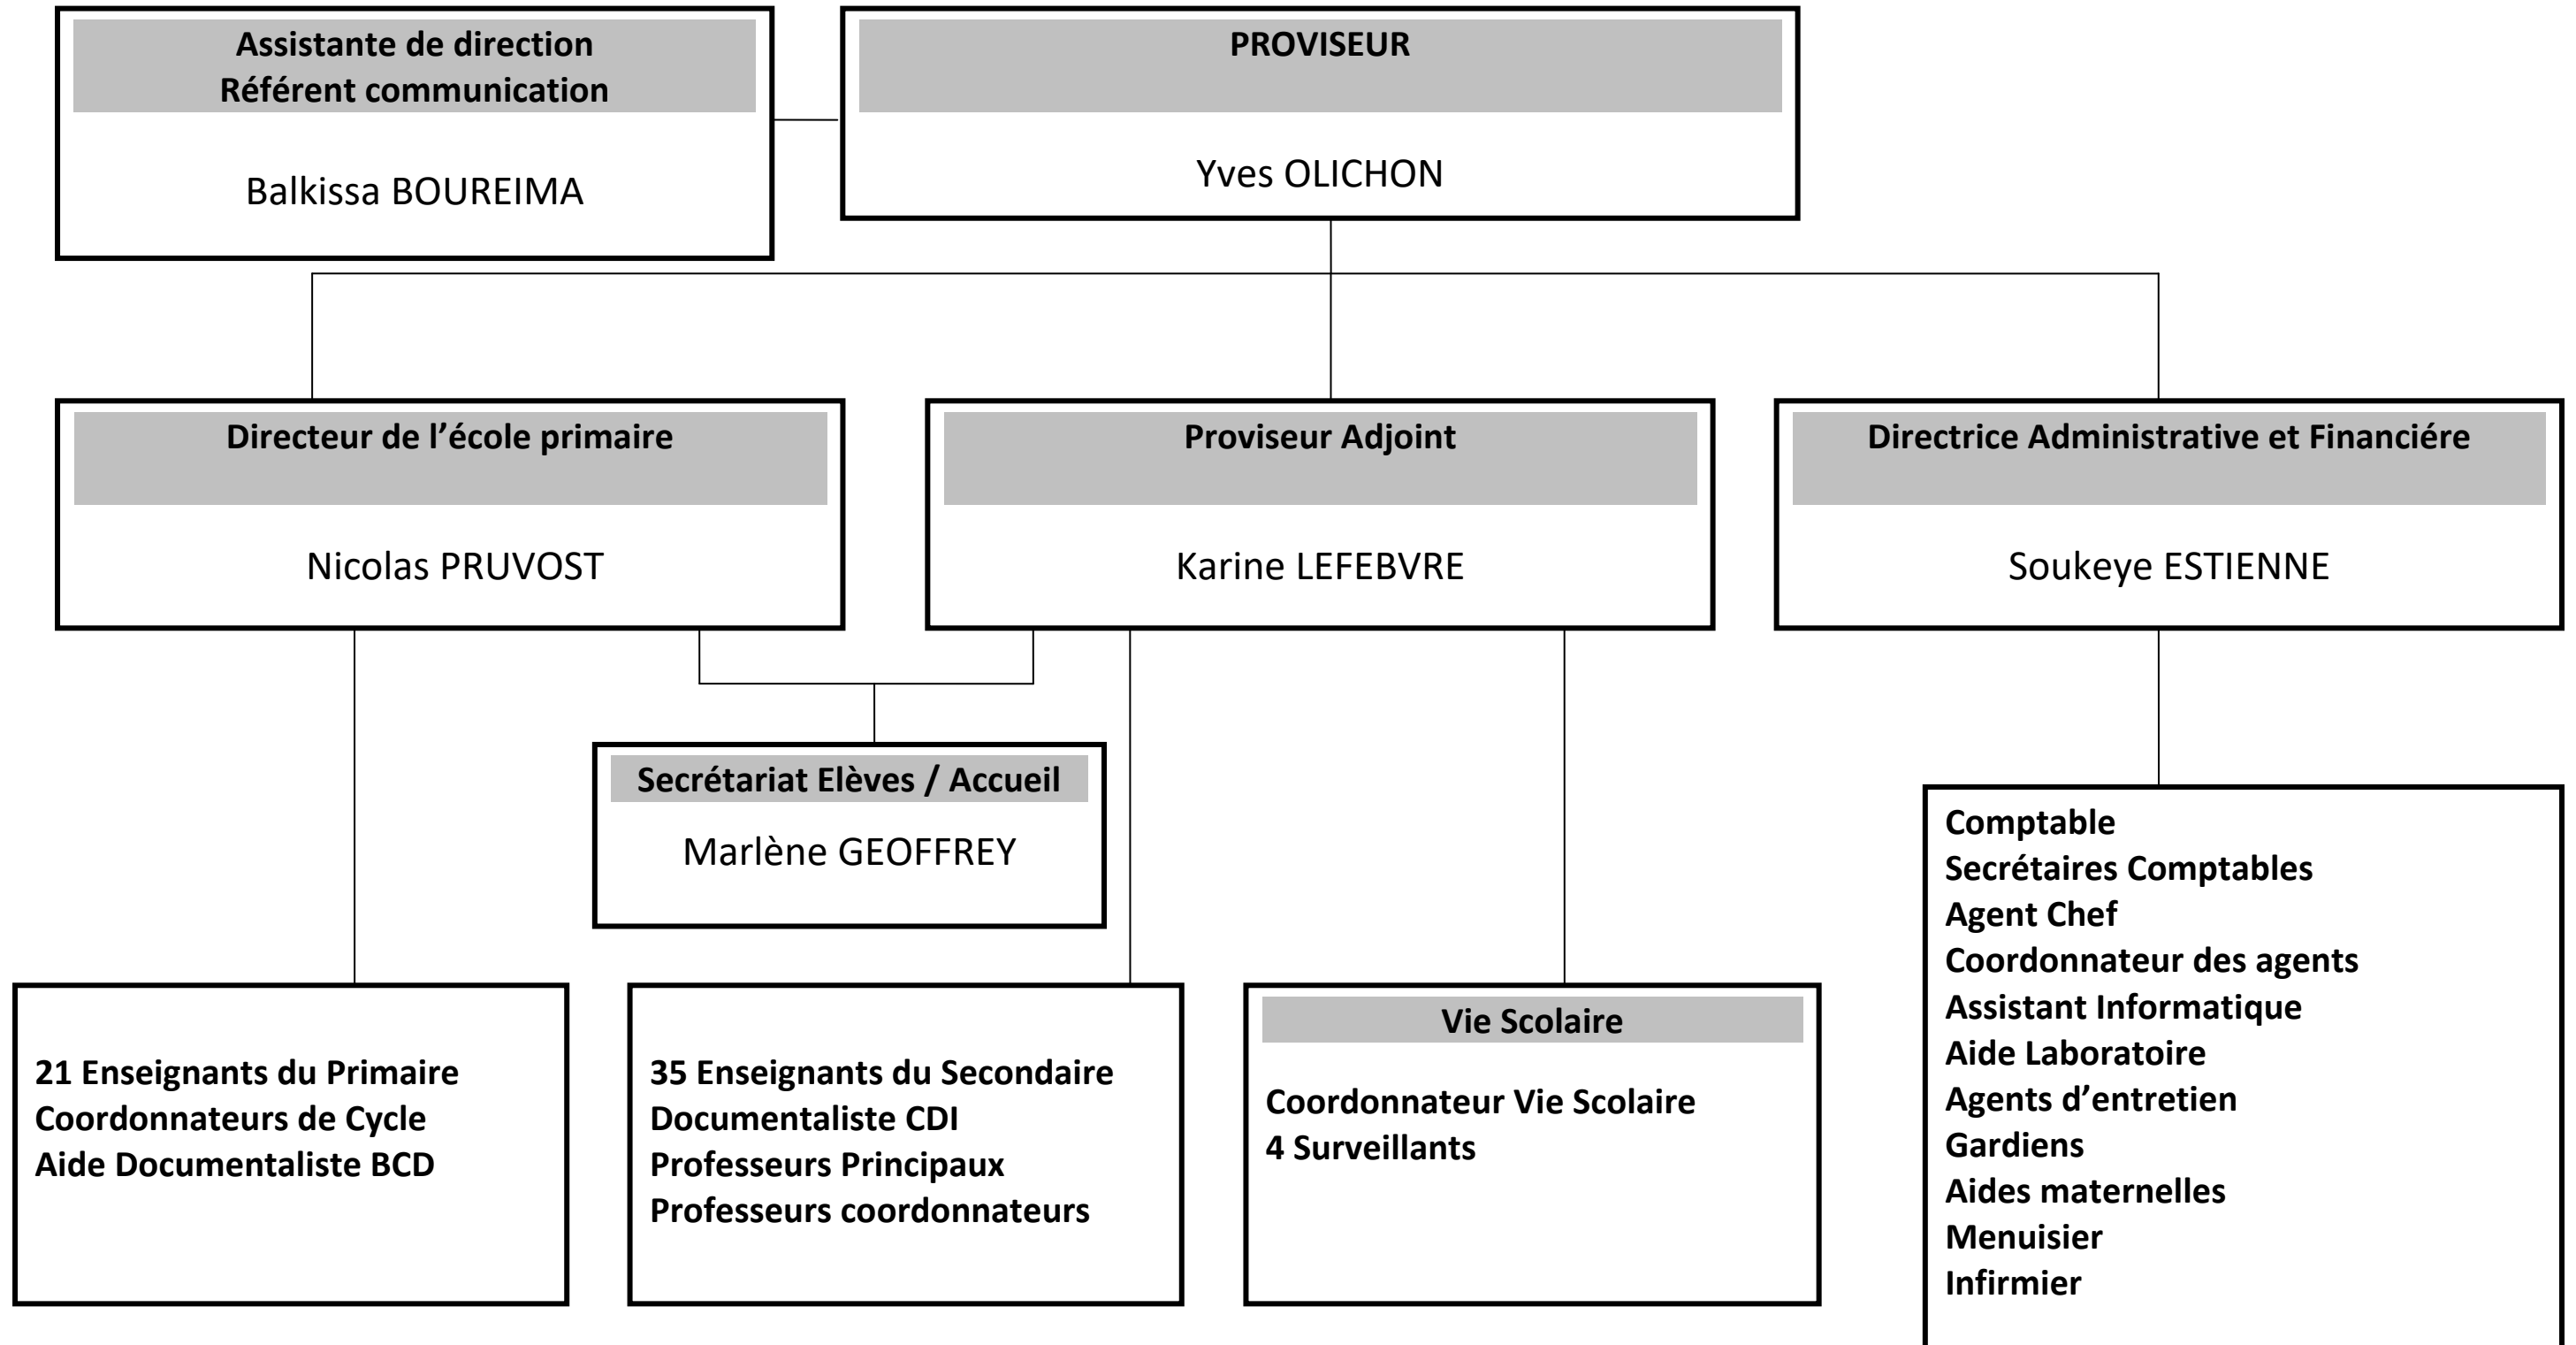 Assistante de direction
Référent communication
Balkissa BOUREIMA
PROVISEUR
Yves OLICHON
Directeur de l’école primaire
Nicolas PRUVOST
Proviseur Adjoint
Karine LEFEBVRE
Directrice Administrative et Financiére
Soukeye ESTIENNE
Secrétariat Elèves / Accueil
Marlène GEOFFREY
21 Enseignants du Primaire
Coordonnateurs de Cycle
Aide Documentaliste BCD
35 Enseignants du Secondaire
Documentaliste CDI
Professeurs Principaux
Professeurs coordonnateurs
Vie Scolaire
Coordonnateur Vie Scolaire
4 Surveillants
Comptable
Secrétaires Comptables
Agent Chef
Coordonnateur des agents
Assistant Informatique
Aide Laboratoire
Agents d’entretien
Gardiens
Aides maternelles
Menuisier
Infirmier